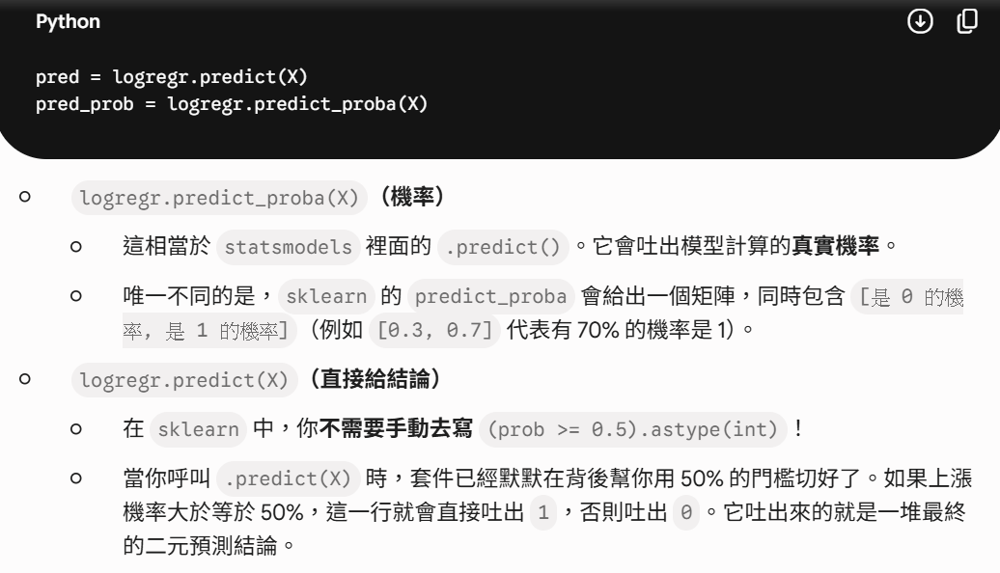 Python
pred = logregr.predict(X)
pred_prob = logregr.predict_proba(X)
logregr.predict_proba(X)（機率）
這相當於 statsmodels 裡面的 .predict()。它會吐出模型計算的真實機率。
唯一不同的是，sklearn 的 predict_proba 會給出一個矩陣，同時包含 [是 0 的機
率, 是 1 的機率]（例如 [0.3, 0.7] 代表有 70% 的機率是 1）。
logregr.predict(X)（直接給結論）
在 sklearn 中，你不需要手動去寫 (prob >= 0.5).astype(int)！
當你呼叫 .predict(X) 時，套件已經默默在背後幫你用 50% 的門檻切好了。如果上漲
機率大於等於 50%，這一行就會直接吐出 1，否則吐出 0。它吐出來的就是一堆最終
的二元預測結論。